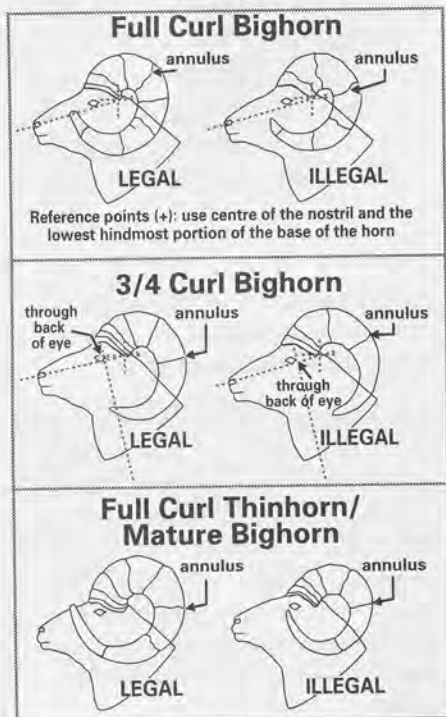 Full Curl Bighorn
annulus
annulus
LEGAL
ILLEGAL
Reference points (+): use centre of the nostril and the
lowest hindmost portion of the base of the horn
3/4 Curl Bighorn
through
back
of eye
annulus
annulus
through
back of eye
LEGAL
ILLEGAL
Full Curl Thinhorn/
Mature Bighorn
annulus
annulus
LEGAL
ILLEGAL